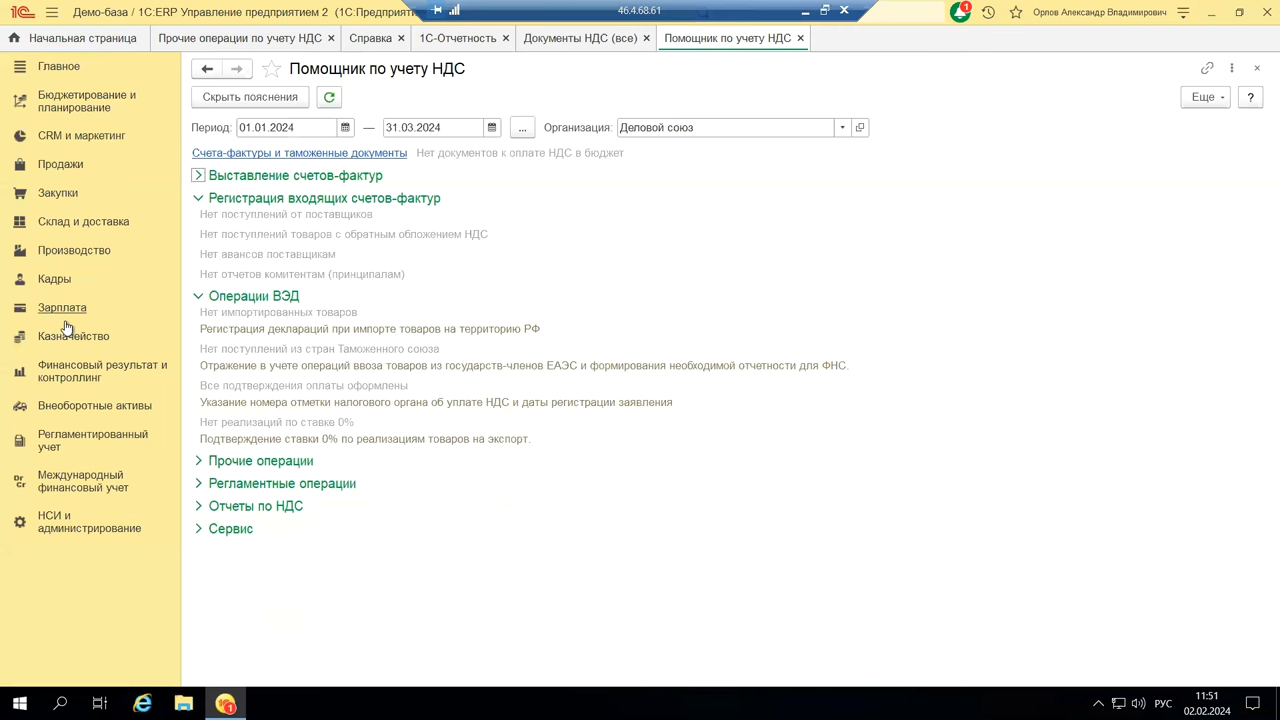 Демо-база / 1С:ERP Управление предприятием 2 (1С:Предприяти
46.4.68.61
1
Орлов Александр Владимирович
Начальная страница
Прочие операции по учету НДС
Справка
1С-Отчетность
Документы НДС (все)
Помощник по учету НДС
Главное
Бюджетирование и
планирование
CRM и маркетинг
Продажи
Закупки
Склад и доставка
Производство
Кадры
Зарплата
Казначейство
Финансовый результат и
контроллинг
Внеоборотные активы
Регламентированный
учет
Международный
финансовый учет
НСИ и
администрирование
Помощник по учету НДС
Скрыть пояснения
Еще
?
Период: 01.01.2024 — 31.03.2024 ... Организация: Деловой союз
Счета-фактуры и таможенные документы Нет документов к оплате НДС в бюджет
Выставление счетов-фактур
Регистрация входящих счетов-фактур
Нет поступлений от поставщиков
Нет поступлений товаров с обратным обложением НДС
Нет авансов поставщикам
Нет отчетов комитентам (принципалам)
Операции ВЭД
Нет импортированных товаров
Регистрация деклараций при импорте товаров на территорию РФ
Нет поступлений из стран Таможенного союза
Отражение в учете операций ввоза товаров из государств-членов ЕАЭС и формирования необходимой отчетности для ФНС.
Все подтверждения оплаты оформлены
Указание номера отметки налогового органа об уплате НДС и даты регистрации заявления
Нет реализаций по ставке 0%
Подтверждение ставки 0% по реализациям товаров на экспорт.
Прочие операции
Регламентные операции
Отчеты по НДС
Сервис
1
РУС
11:51
02.02.2024